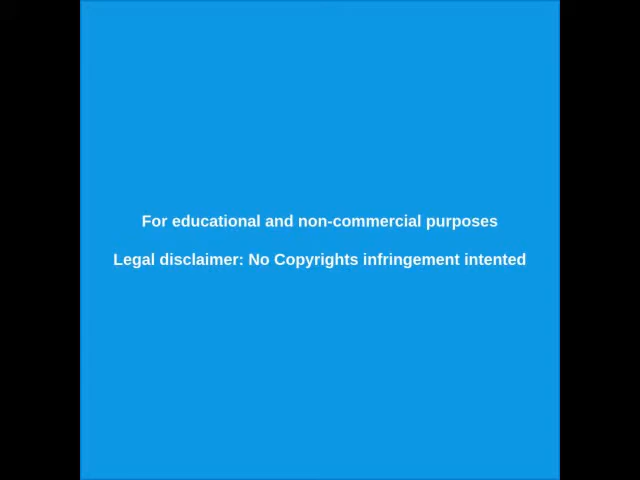 For educational and non-commercial purposes
Legal disclaimer: No Copyrights infringement intented